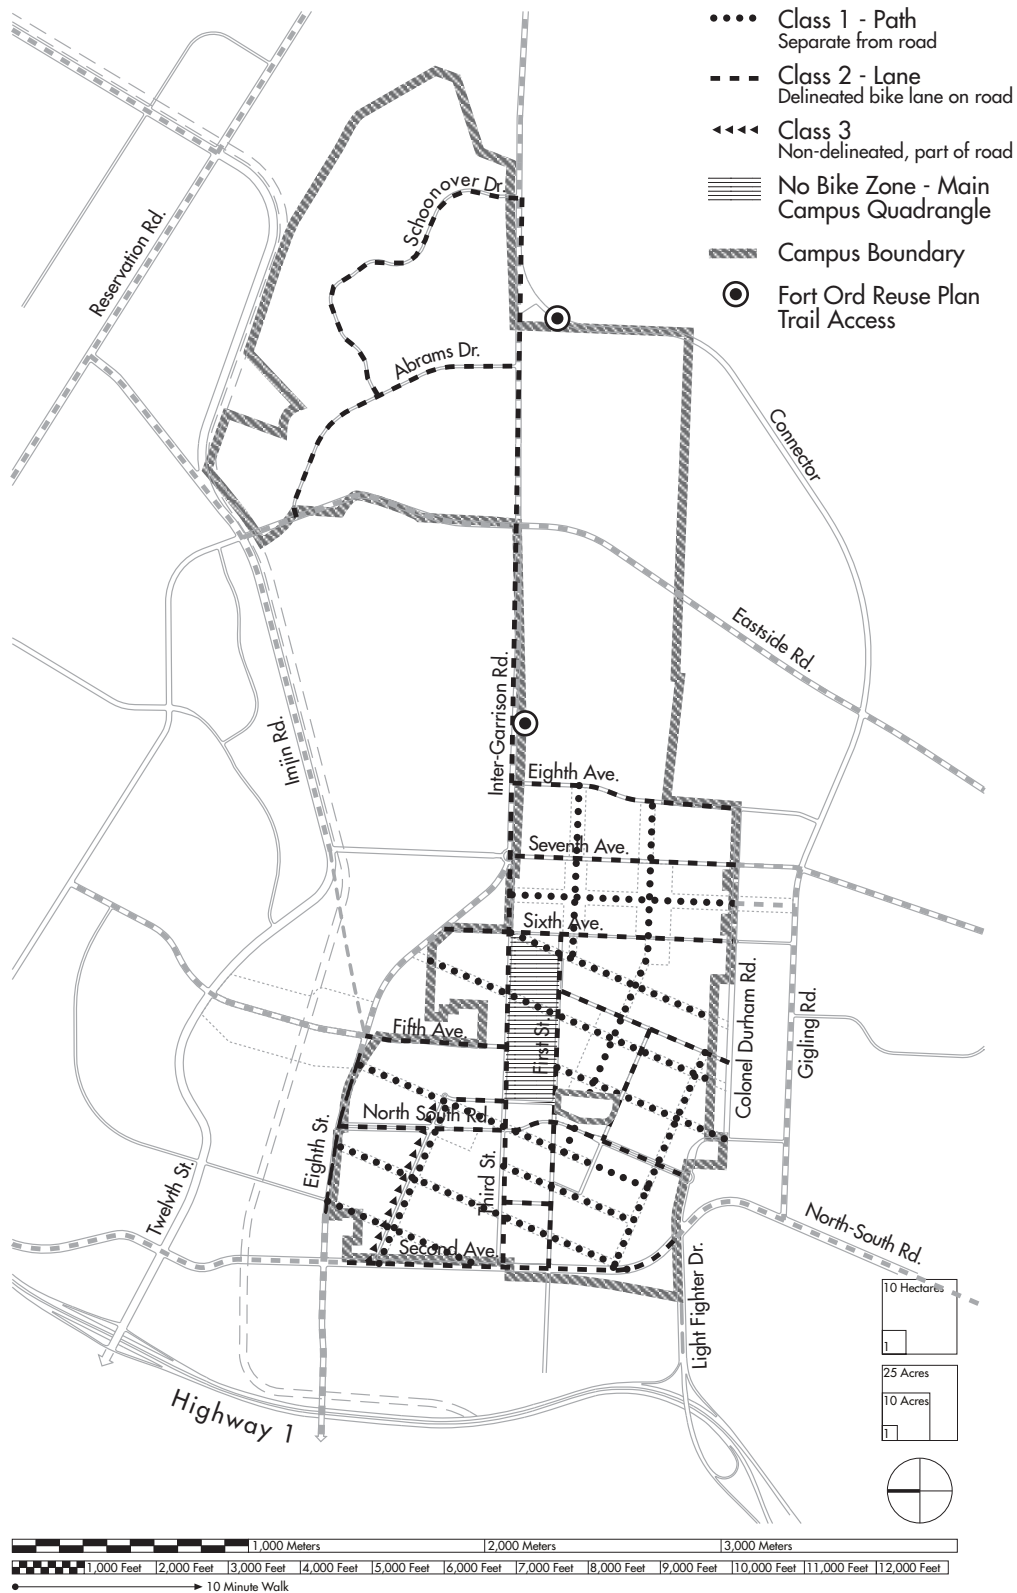 Class 1 - Path
Separate from road
Class 2 - Lane
Delineated bike lane on road
Class 3
Non-delineated, part of road
No Bike Zone - Main
Campus Quadrangle
Campus Boundary
Fort Ord Reuse Plan
Trail Access
Schoonover Dr.
Reservation Rd.
Abrams Dr.
Connector
Eastside Rd.
Inter-Garrison Rd.
Imjin Rd.
Eighth Ave.
Seventh Ave.
Sixth Ave.
Colonel Durham Rd.
Gigling Rd.
Fifth Ave.
First St.
North South Rd.
Eighth St.
Third St.
Twelvth St.
Second Ave.
North-South Rd.
Light Fighter Dr.
Highway 1
10 Hectares
1
25 Acres
10 Acres
1
1,000 Meters
2,000 Meters
3,000 Meters
1,000 Feet
2,000 Feet
3,000 Feet
4,000 Feet
5,000 Feet
6,000 Feet
7,000 Feet
8,000 Feet
9,000 Feet
10,000 Feet
11,000 Feet
12,000 Feet
10 Minute Walk